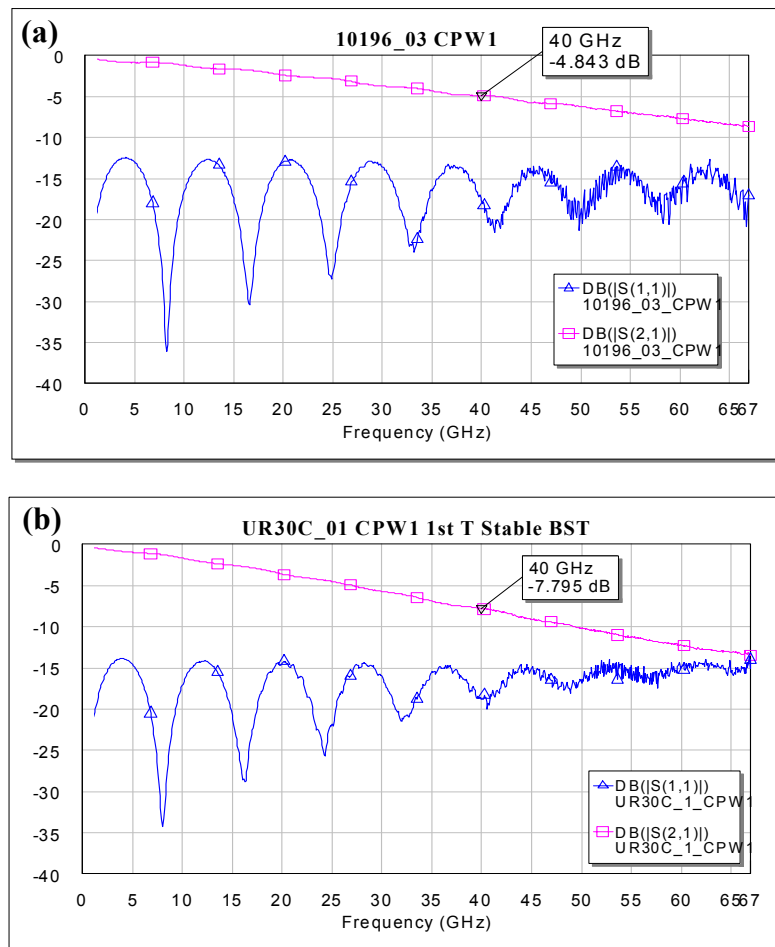 (a)
10196_03 CPW1
40 GHz
-4.843 dB
0
-5
-10
-15
-20
-25
-30
-35
-40
DB(|S(1,1)|)
10196_03_CPW1
DB(|S(2,1)|)
10196_03_CPW1
0 5 10 15 20 25 30 35 40 45 50 55 60 6567
Frequency (GHz)
(b)
UR30C_01 CPW1 1st T Stable BST
40 GHz
-7.795 dB
0
-5
-10
-15
-20
-25
-30
-35
-40
DB(|S(1,1)|)
UR30C_1_CPW1
DB(|S(2,1)|)
UR30C_1_CPW1
0 5 10 15 20 25 30 35 40 45 50 55 60 6567
Frequency (GHz)